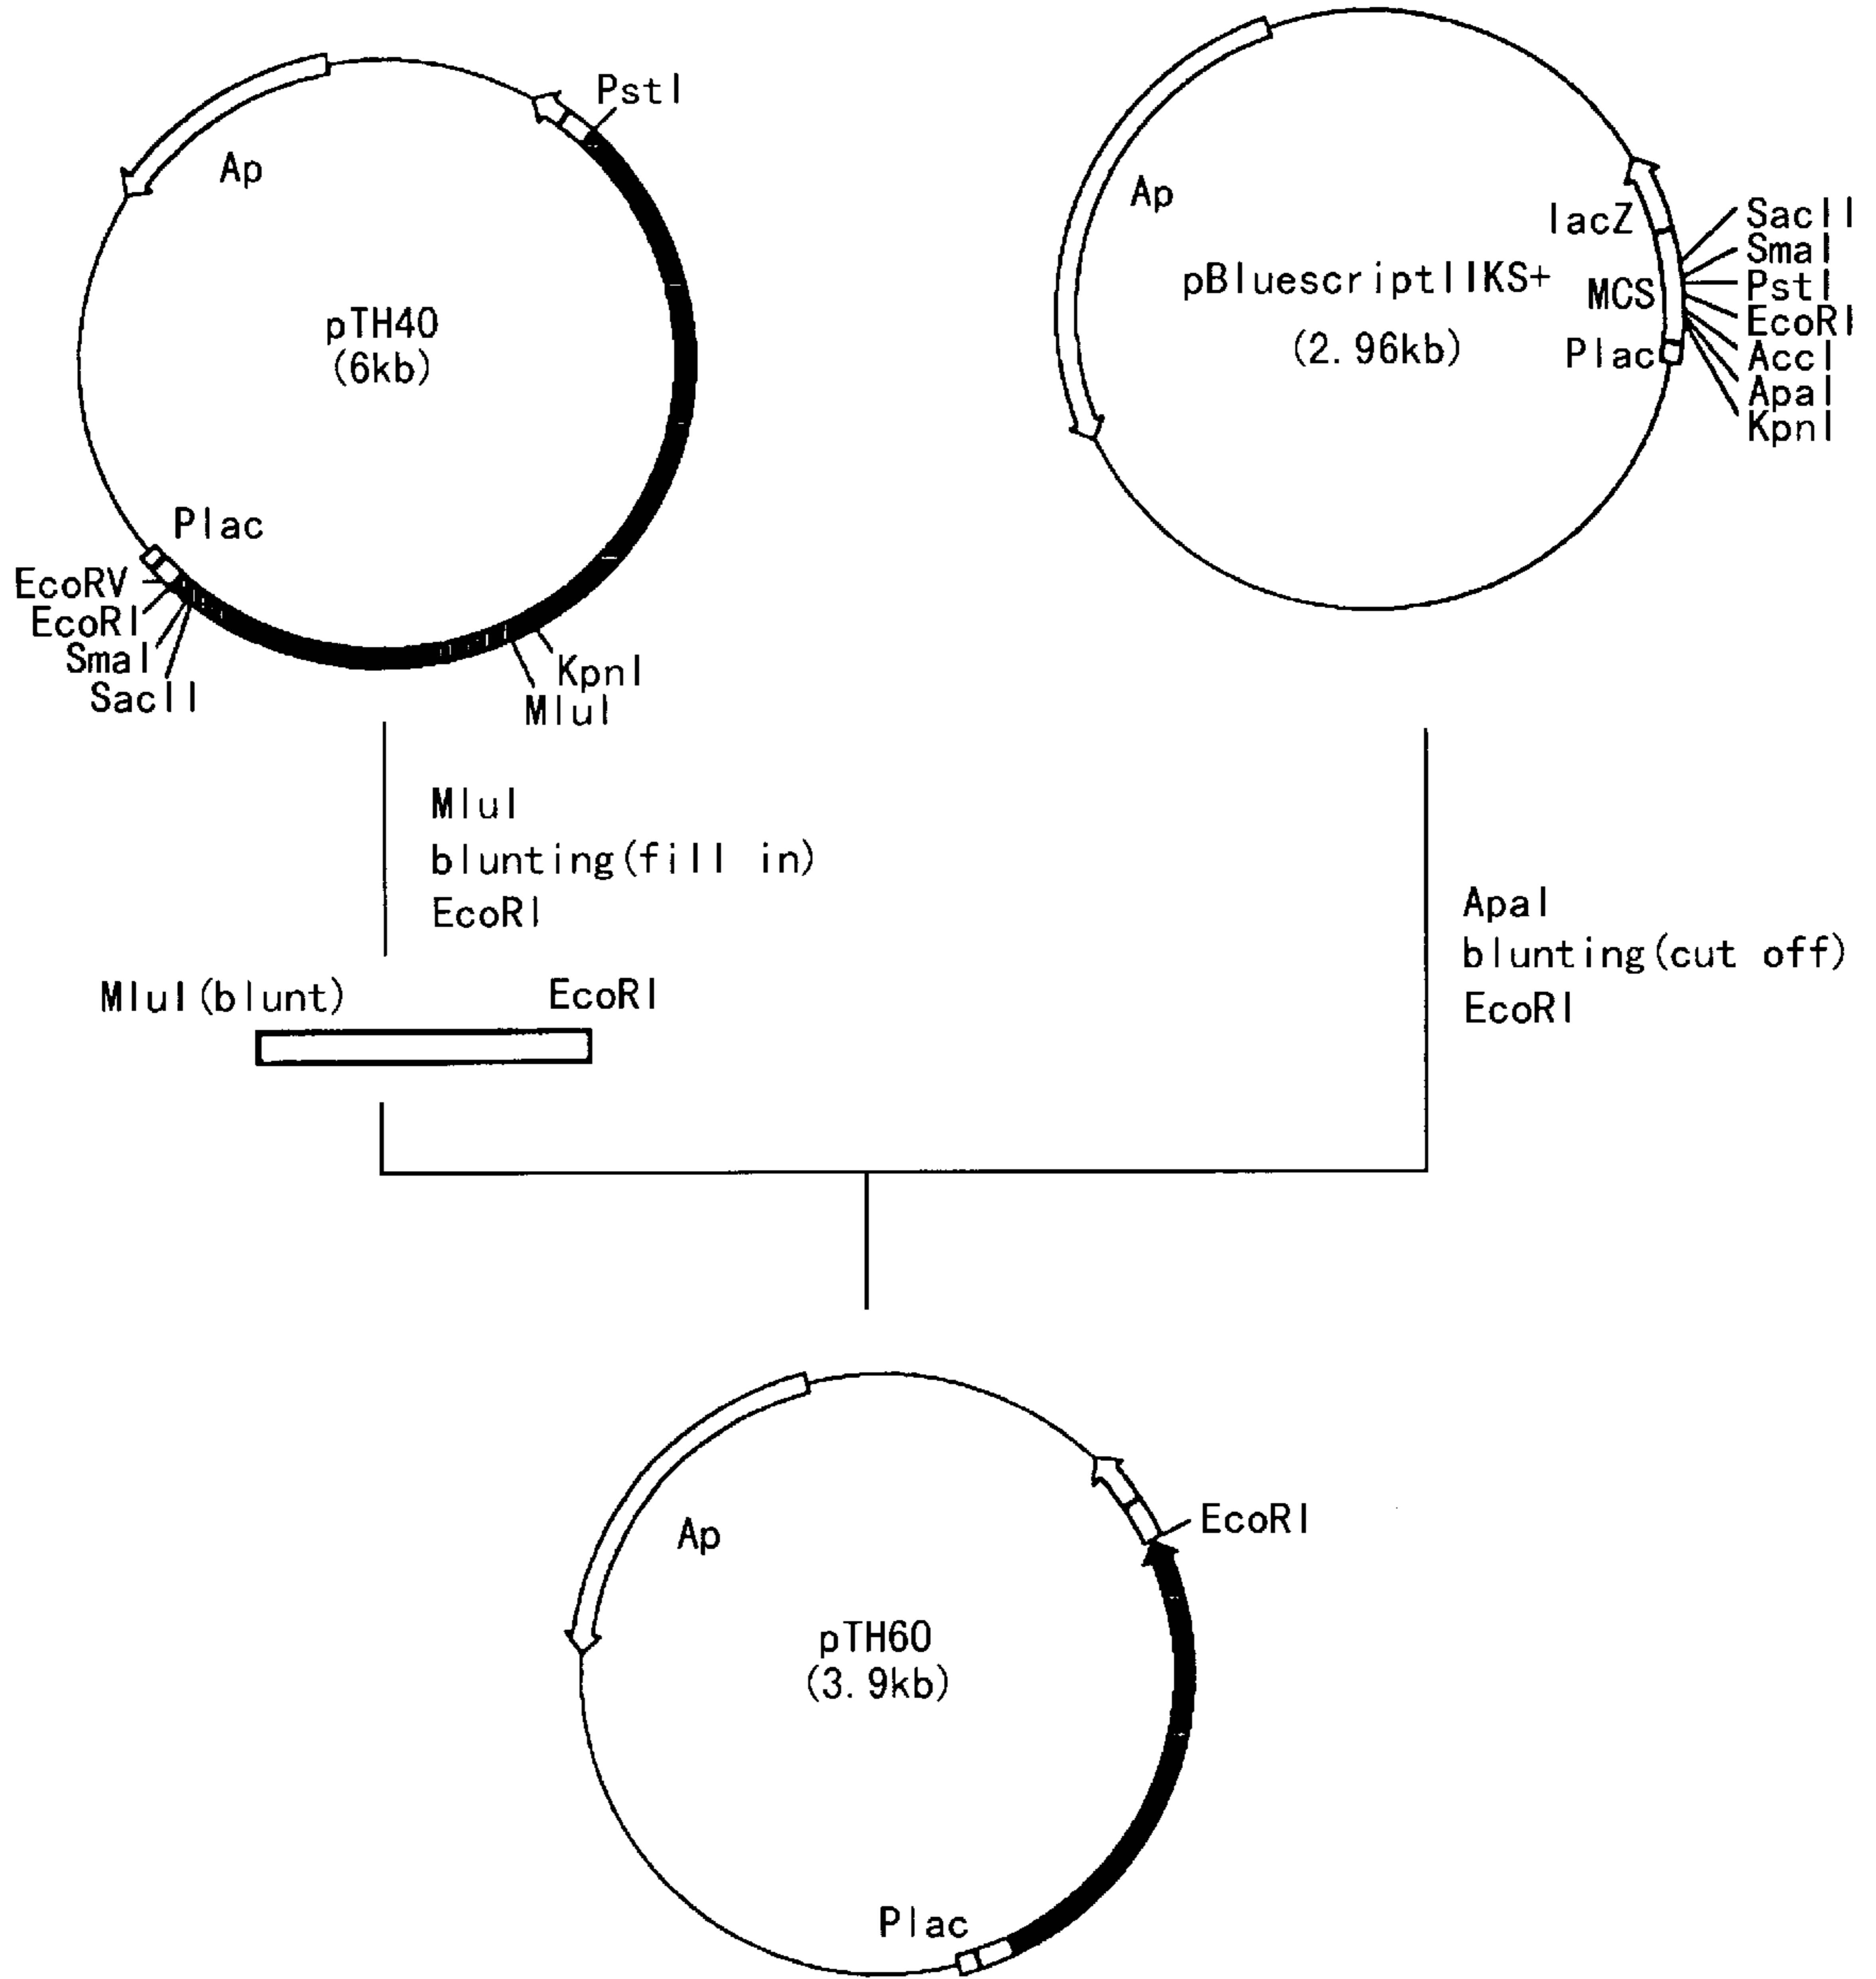 PstI
Ap
pTH40
(6kb)
Plac
EcoRV
EcoRI
SmaI
SacII
KpnI
MluI
Ap
pBluescriptIIKS+
(2.96kb)
lacZ
MCS
Plac
SacII
SmaI
PstI
EcoRI
AccI
ApaI
KpnI
MluI
blunting(fill in)
EcoRI
MluI(blunt)
EcoRI
ApaI
blunting(cut off)
EcoRI
Ap
EcoRI
pTH60
(3.9kb)
Plac